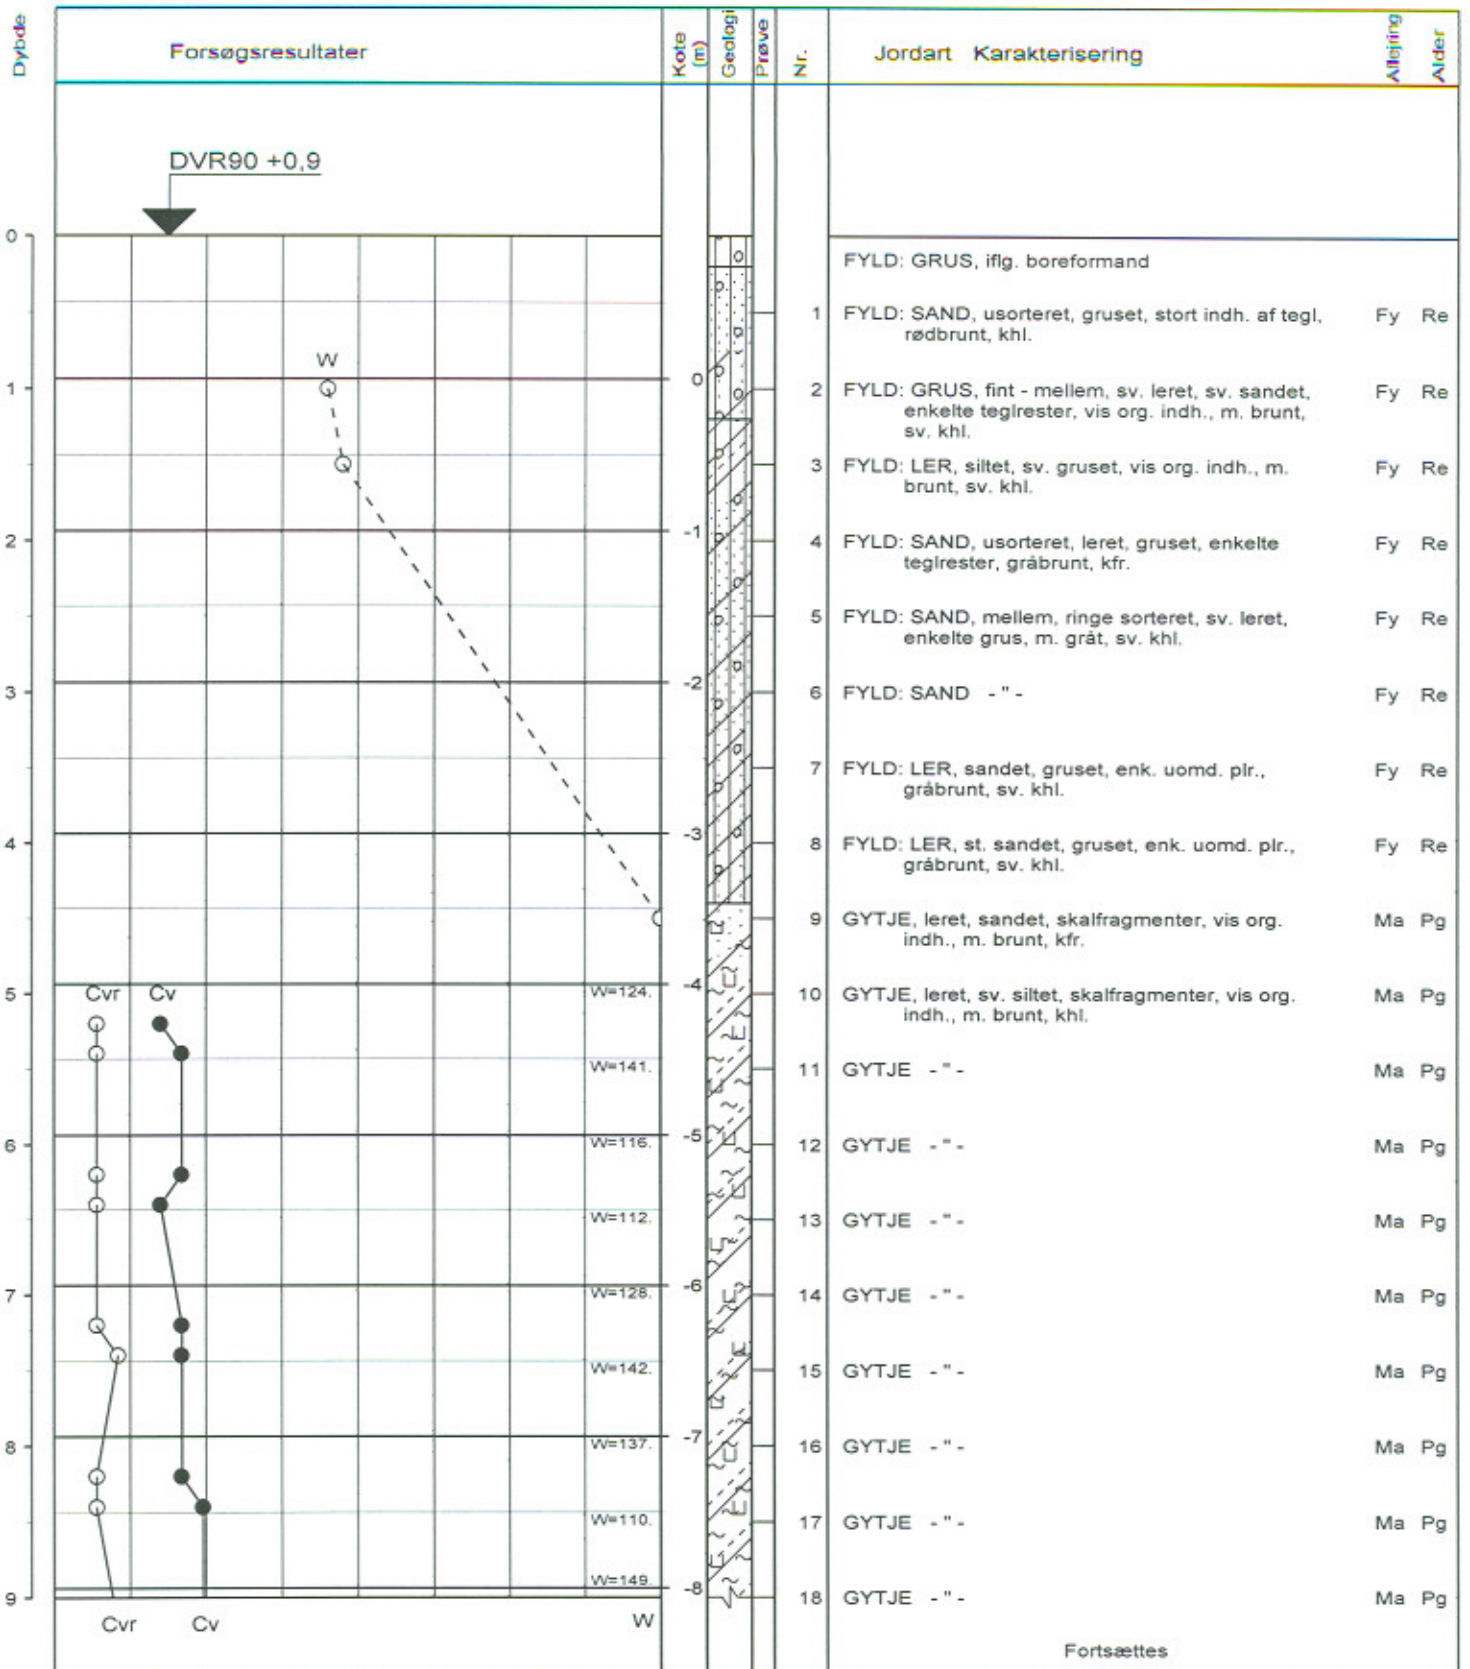 Dybde
Forsøgsresultater
Kote
(m)
Geologi
Prøve
Nr.
Jordart Karakterisering
Aflejring
Alder
DVR90 +0,9
0
FYLD: GRUS, iflg. boreformand
1 FYLD: SAND, usorteret, gruset, stort indh. af tegl, Fy Re
rødbrunt, khl.
W
0
1
2 FYLD: GRUS, fint - mellem, sv. leret, sv. sandet, Fy Re
enkelte teglrester, vis org. indh., m. brunt,
sv. khl.
3 FYLD: LER, siltet, sv. gruset, vis org. indh., m. Fy Re
brunt, sv. khl.
-1
2
4 FYLD: SAND, usorteret, leret, gruset, enkelte Fy Re
teglrester, gråbrunt, kfr.
5 FYLD: SAND, mellem, ringe sorteret, sv. leret, Fy Re
enkelte grus, m. gråt, sv. khl.
-2
3
6 FYLD: SAND - " - Fy Re
7 FYLD: LER, sandet, gruset, enk. uomd. plr., Fy Re
gråbrunt, sv. khl.
-3
4
8 FYLD: LER, st. sandet, gruset, enk. uomd. plr., Fy Re
gråbrunt, sv. khl.
9 GYTJE, leret, sandet, skalfragmenter, vis org. Ma Pg
indh., m. brunt, kfr.
-4
5
Cvr Cv
W=124.
10 GYTJE, leret, sv. siltet, skalfragmenter, vis org. Ma Pg
indh., m. brunt, khl.
W=141.
11 GYTJE - " - Ma Pg
-5
6
W=116.
12 GYTJE - " - Ma Pg
W=112.
13 GYTJE - " - Ma Pg
-6
7
W=128.
14 GYTJE - " - Ma Pg
W=142.
15 GYTJE - " - Ma Pg
-7
8
W=137.
16 GYTJE - " - Ma Pg
W=110.
17 GYTJE - " - Ma Pg
W=149.
-8
9
18 GYTJE - " - Ma Pg
Cvr Cv W
Fortsættes